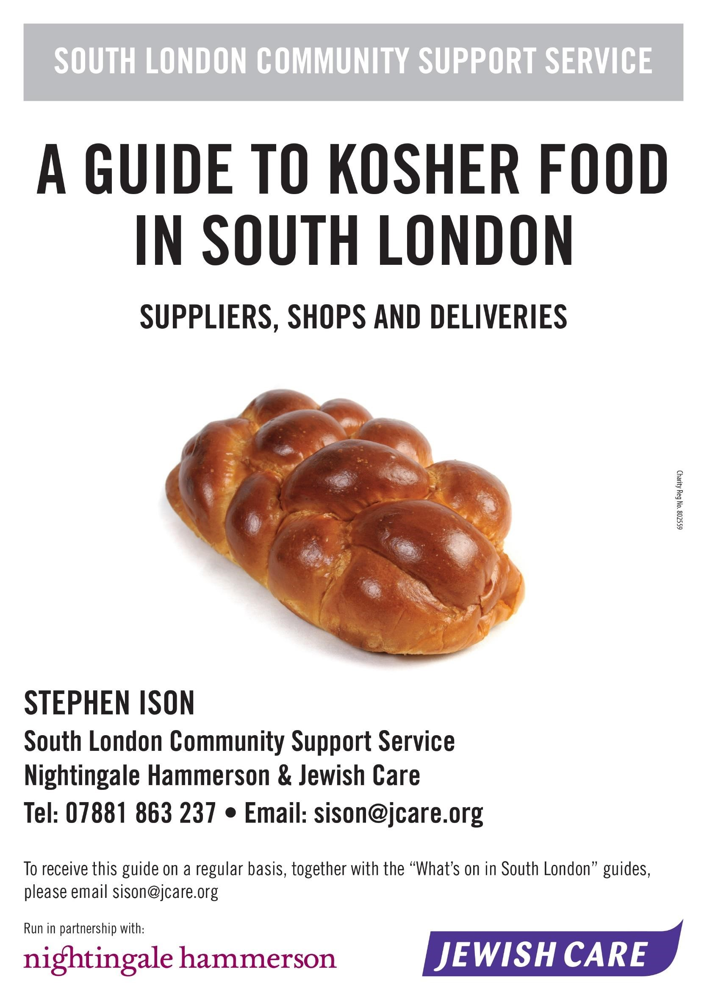 SOUTH LONDON COMMUNITY SUPPORT SERVICE
A GUIDE TO KOSHER FOOD
IN SOUTH LONDON
SUPPLIERS, SHOPS AND DELIVERIES
Charity Reg No. 802559
STEPHEN ISON
South London Community Support Service
Nightingale Hammerson & Jewish Care
Tel: 07881 863 237 • Email: sison@jcare.org
To receive this guide on a regular basis, together with the “What’s on in South London” guides,
please email sison@jcare.org
Run in partnership with:
nightingale hammerson
JEWISH CARE